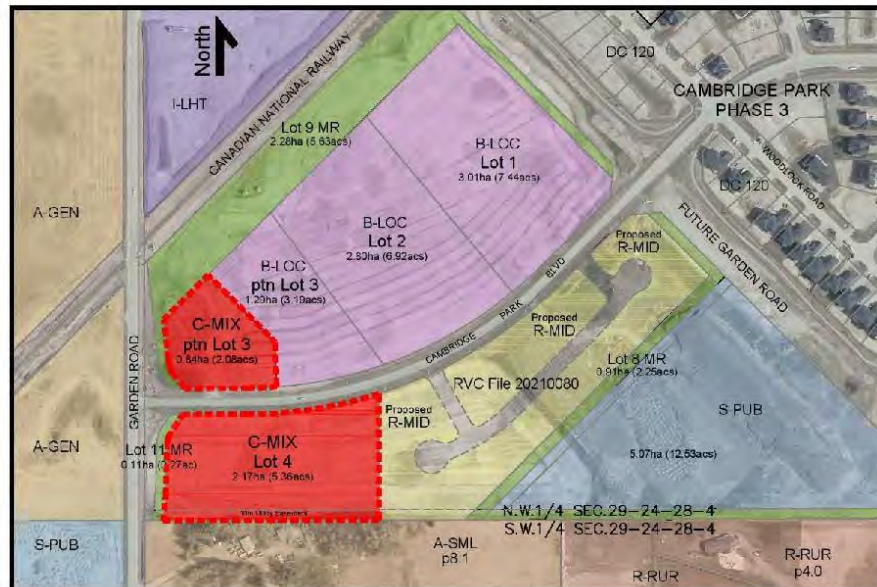 North
I-LHT
CANADIAN NATIONAL RAILWAY
Lot 9 MR
2.28ha (5.63acs)
DC 120
CAMBRIDGE PARK
PHASE 3
WOODLOCK ROAD
DC 120
B-LOC
Lot 1
3.01ha (7.44acs)
A-GEN
B-LOC
Lot 2
2.80ha (6.92acs)
FUTURE GARDEN ROAD
Proposed
R-MID
B-LOC
ptn Lot 3
1.29ha (3.19acs)
CAMBRIDGE PARK BLVD
Proposed
R-MID
C-MIX
ptn Lot 3
0.84ha (2.08acs)
Lot 8 MR
0.91ha (2.25acs)
GARDEN ROAD
RVC File 20210080
S-PUB
5.07ha (12.53acs)
Proposed
R-MID
A-GEN
Lot 11 MR
0.11ha (0.27ac)
C-MIX
Lot 4
2.17ha (5.36acs)
N.W.1/4 SEC.29-24-28-4
S.W.1/4 SEC.29-24-28-4
S-PUB
A-SML
p8.1
R-RUR
R-RUR
p4.0